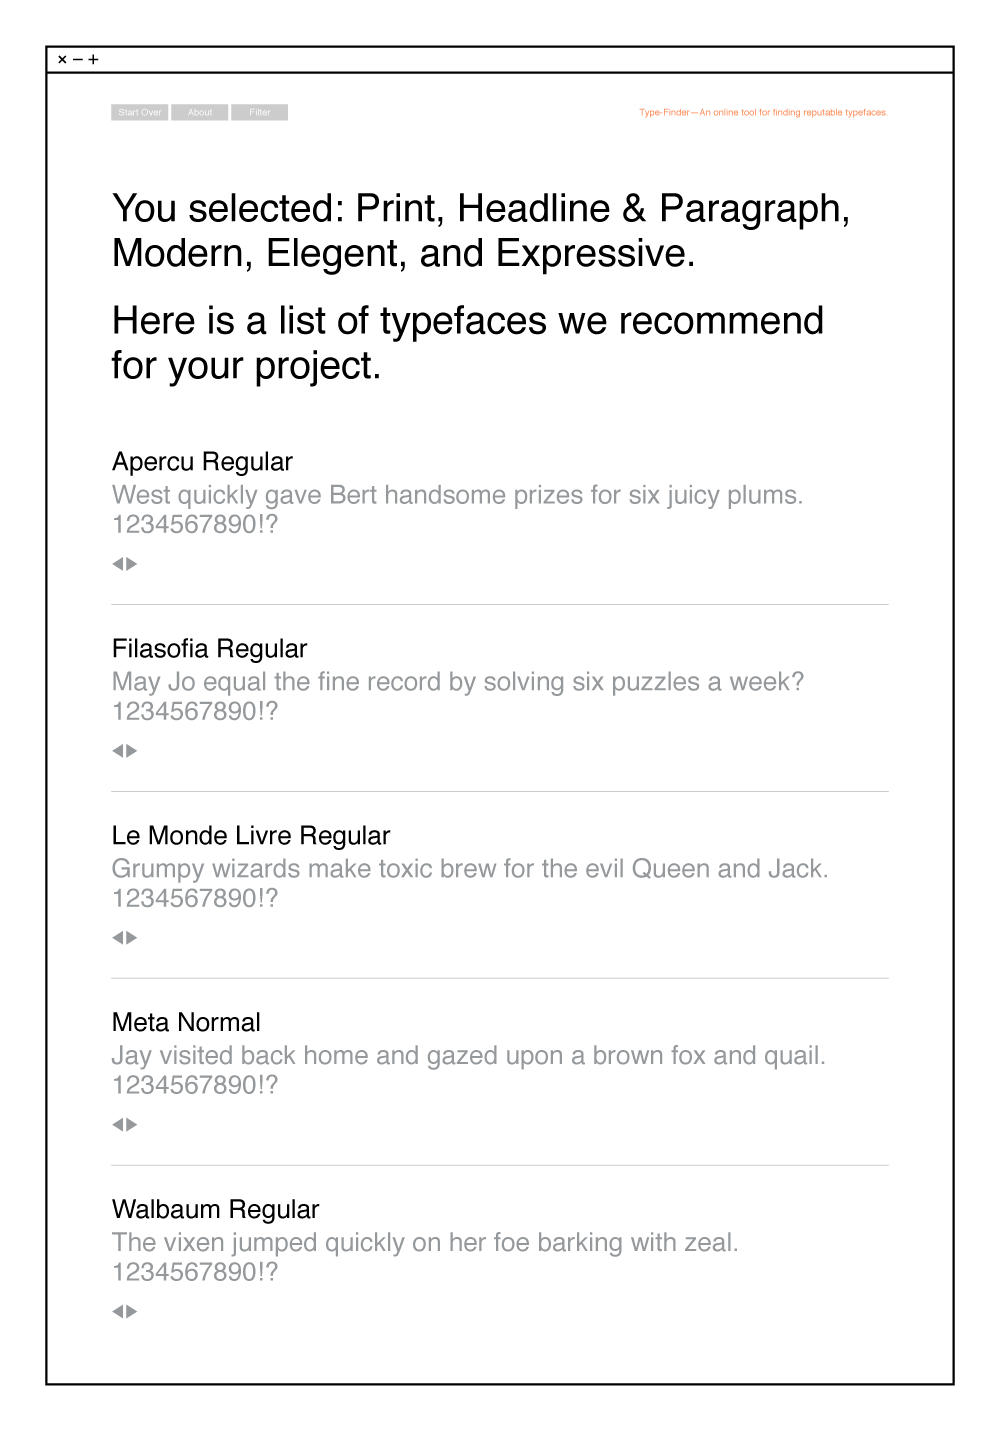 Start Over About Filter Type-Finder—An online tool for finding reputable typefaces.
You selected: Print, Headline & Paragraph,
Modern, Elegent, and Expressive.
Here is a list of typefaces we recommend
for your project.
Apercu Regular
West quickly gave Bert handsome prizes for six juicy plums.
1234567890!?
Filasofia Regular
May Jo equal the fine record by solving six puzzles a week?
1234567890!?
Le Monde Livre Regular
Grumpy wizards make toxic brew for the evil Queen and Jack.
1234567890!?
Meta Normal
Jay visited back home and gazed upon a brown fox and quail.
1234567890!?
Walbaum Regular
The vixen jumped quickly on her foe barking with zeal.
1234567890!?